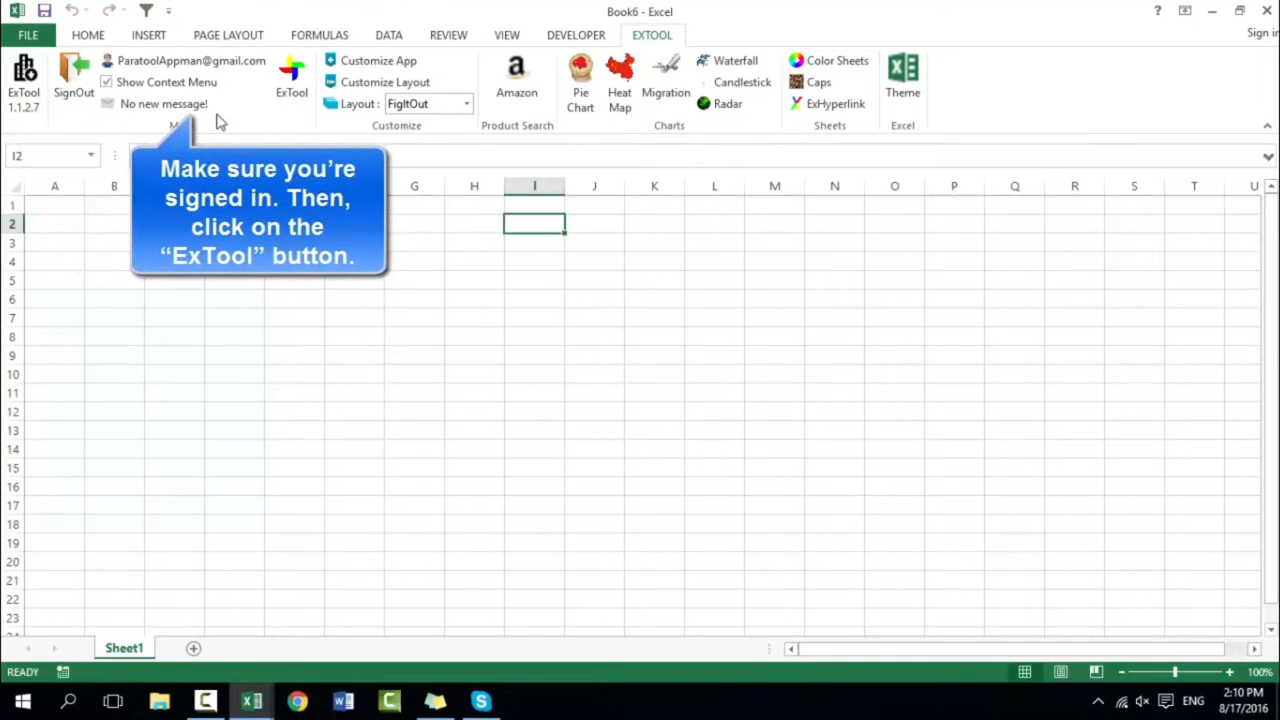 Book6 - Excel
?
FILE HOME INSERT PAGE LAYOUT FORMULAS DATA REVIEW VIEW DEVELOPER EXTOOL
ExTool
1.1.2.7
SignOut
ParatoolAppman@gmail.com
Show Context Menu
No new message!
ExTool
Customize App
Customize Layout
Layout : FigItOut
Customize
Amazon
Product Search
Pie
Chart
Heat
Map
Migration
Waterfall
Candlestick
Radar
Charts
Color Sheets
Caps
ExHyperlink
Sheets
Theme
Excel
I2
Make sure you’re
signed in. Then,
click on the
“ExTool” button.
A B G H I J K L M N O P Q R S T U
1
2
3
4
5
6
7
8
9
10
11
12
13
14
15
16
17
18
19
20
21
22
23
Sheet1
READY
100%
ENG
2:10 PM
8/17/2016